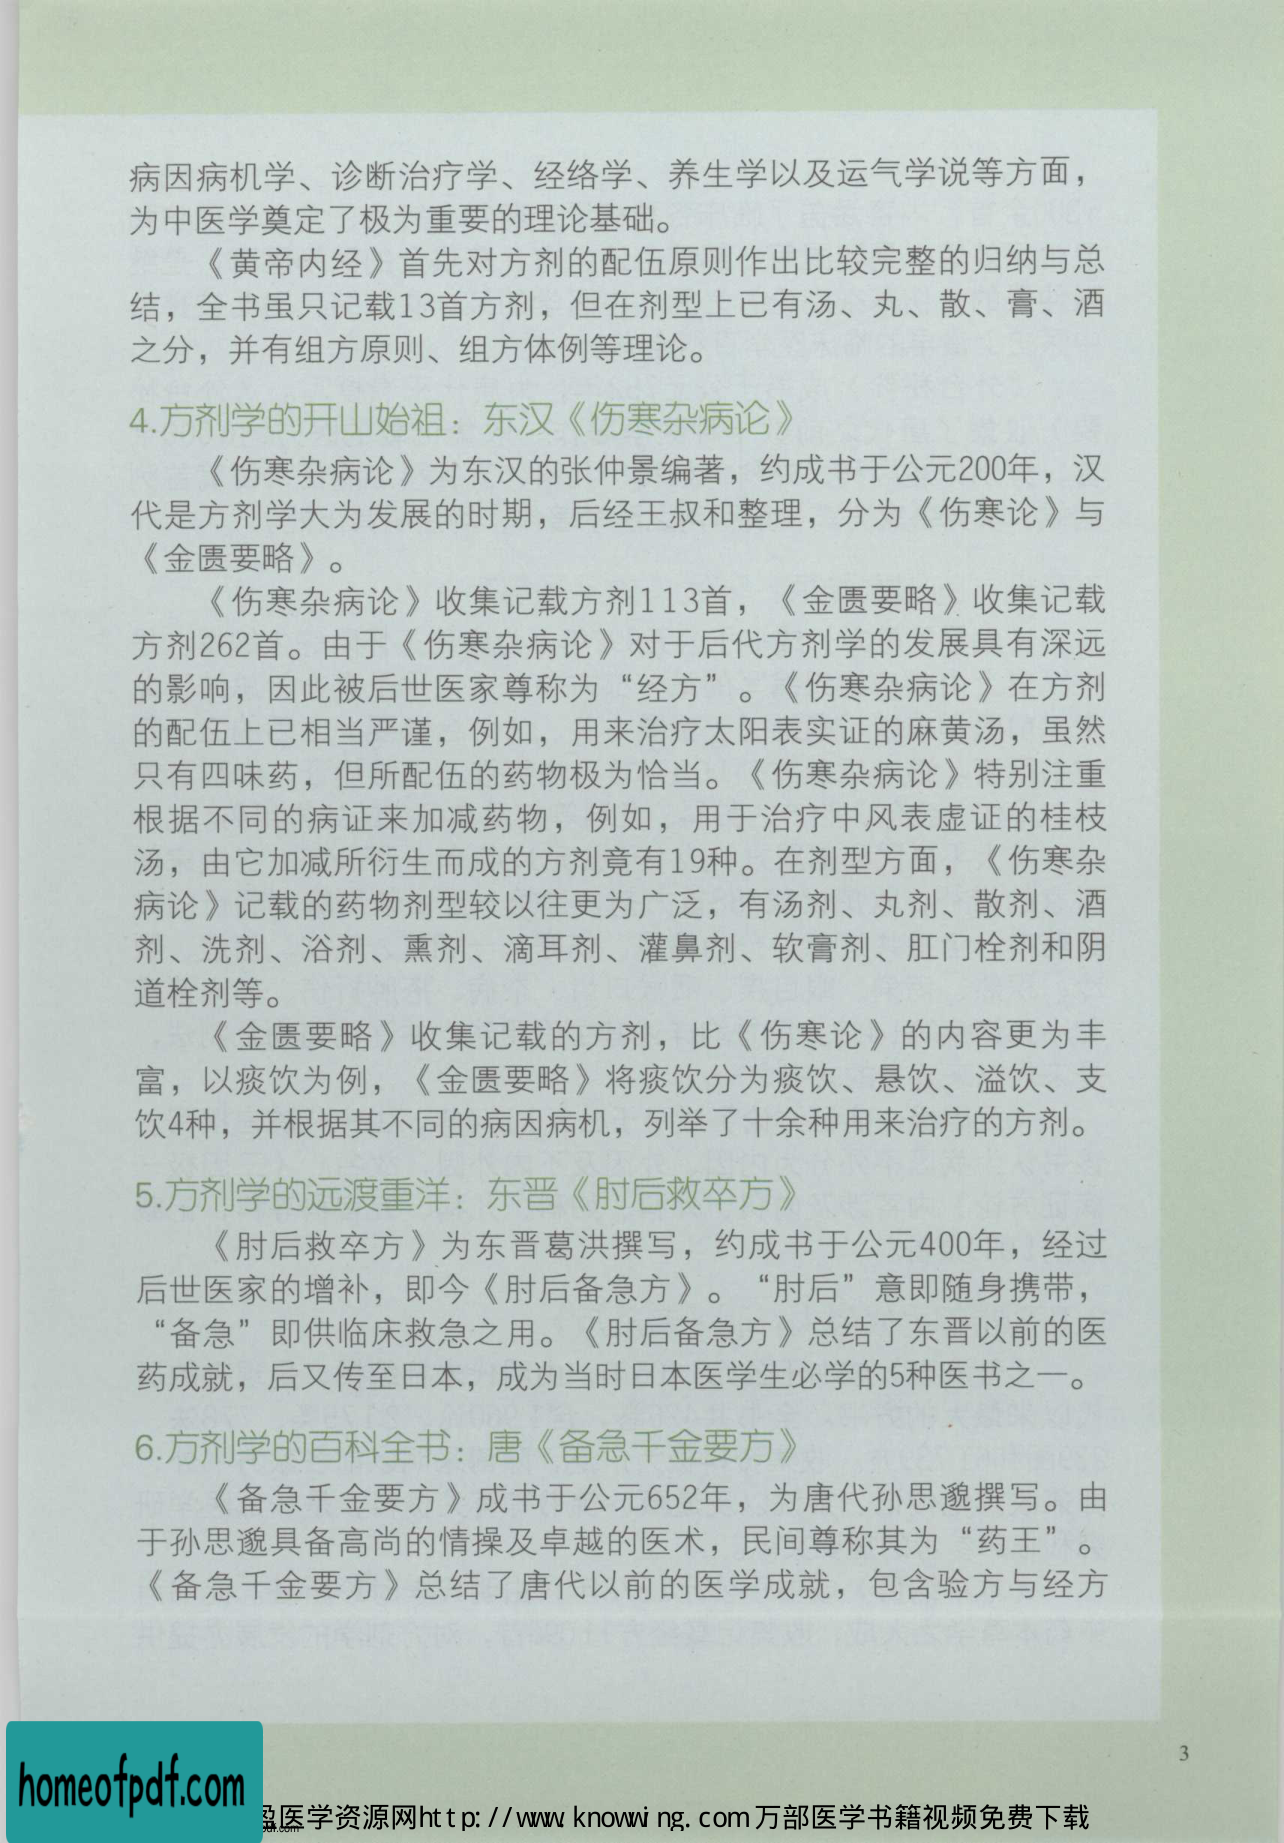 病因病机学、诊断治疗学、经络学、养生学以及运气学说等方面，
为中医学奠定了极为重要的理论基础。
《黄帝内经》首先对方剂的配伍原则作出比较完整的归纳与总
结，全书虽只记载13首方剂，但在剂型上已有汤、丸、散、膏、酒
之分，并有组方原则、组方体例等理论。
4.方剂学的开山始祖：东汉《伤寒杂病论》
《伤寒杂病论》为东汉的张仲景编著，约成书于公元200年，汉
代是方剂学大为发展的时期，后经王叔和整理，分为《伤寒论》与
《金匮要略》。
《伤寒杂病论》收集记载方剂113首，《金匮要略》收集记载
方剂262首。由于《伤寒杂病论》对于后代方剂学的发展具有深远
的影响，因此被后世医家尊称为“经方”。《伤寒杂病论》在方剂
的配伍上已相当严谨，例如，用来治疗太阳表实证的麻黄汤，虽然
只有四味药，但所配伍的药物极为恰当。《伤寒杂病论》特别注重
根据不同的病证来加减药物，例如，用于治疗中风表虚证的桂枝
汤，由它加减所衍生而成的方剂竟有19种。在剂型方面，《伤寒杂
病论》记载的药物剂型较以往更为广泛，有汤剂、丸剂、散剂、酒
剂、洗剂、浴剂、熏剂、滴耳剂、灌鼻剂、软膏剂、肛门栓剂和阴
道栓剂等。
《金匮要略》收集记载的方剂，比《伤寒论》的内容更为丰
富，以痰饮为例，《金匮要略》将痰饮分为痰饮、悬饮、溢饮、支
饮4种，并根据其不同的病因病机，列举了十余种用来治疗的方剂。
5.方剂学的远渡重洋：东晋《肘后救卒方》
《肘后救卒方》为东晋葛洪撰写，约成书于公元400年，经过
后世医家的增补，即今《肘后备急方》。“肘后”意即随身携带，
“备急”即供临床救急之用。《肘后备急方》总结了东晋以前的医
药成就，后又传至日本，成为当时日本医学生必学的5种医书之一。
6.方剂学的百科全书：唐《备急千金要方》
《备急千金要方》成书于公元652年，为唐代孙思邈撰写。由
于孙思邈具备高尚的情操及卓越的医术，民间尊称其为“药王”。
《备急千金要方》总结了唐代以前的医学成就，包含验方与经方
3
homeofpdf.com
盈医学资源网http://www.knowwing.com万部医学书籍视频免费下载